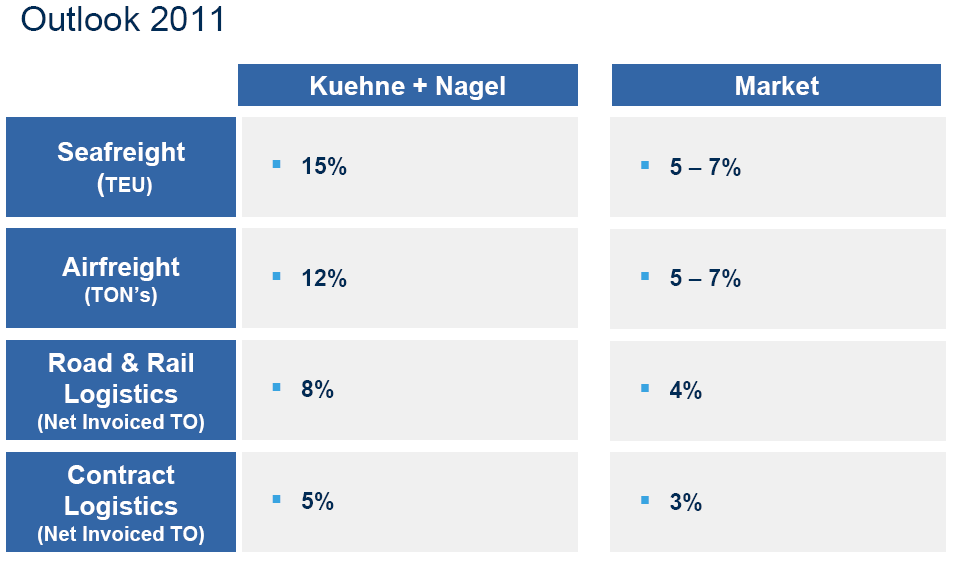 Outlook 2011
Kuehne + Nagel
Market
Seafreight
(TEU)
▪ 15%
▪ 5 – 7%
Airfreight
(TON's)
▪ 12%
▪ 5 – 7%
Road & Rail
Logistics
(Net Invoiced TO)
▪ 8%
▪ 4%
Contract
Logistics
(Net Invoiced TO)
▪ 5%
▪ 3%